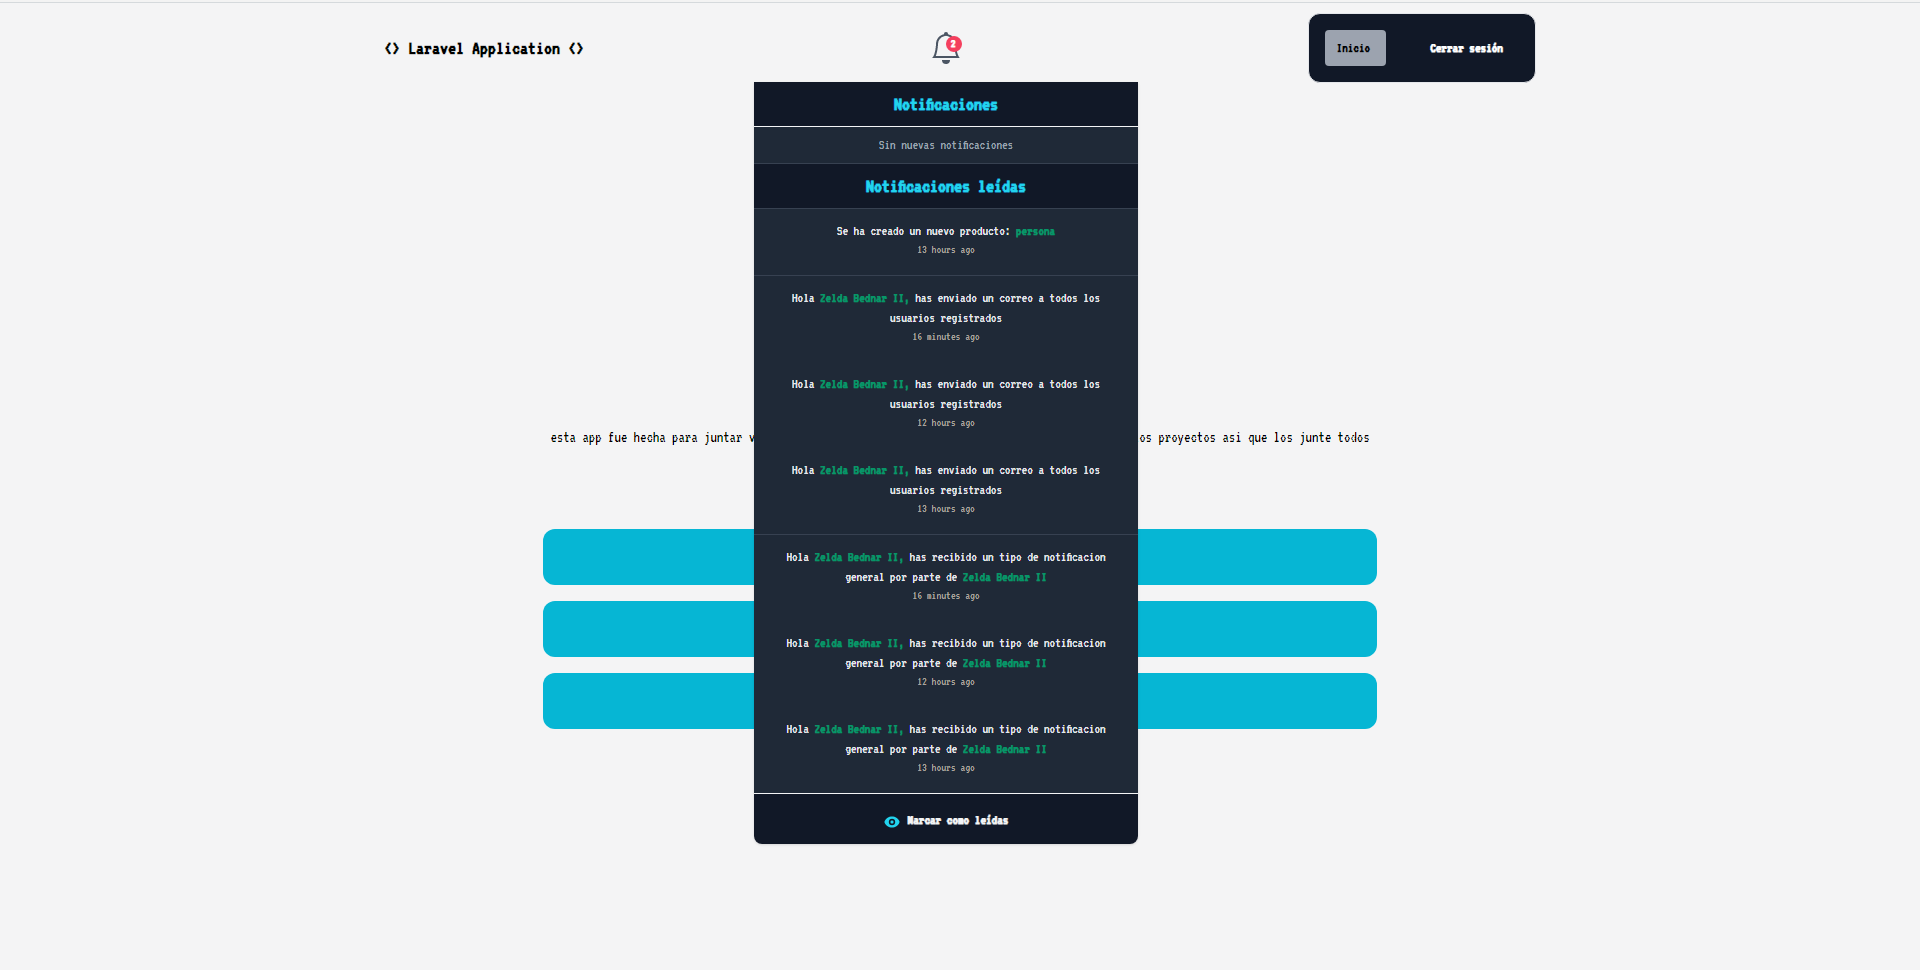 <> Laravel Application <>
2
Inicio
Cerrar sesión
Notificaciones
Sin nuevas notificaciones
Notificaciones leídas
Se ha creado un nuevo producto: persona
13 hours ago
Hola Zelda Bednar II, has enviado un correo a todos los
usuarios registrados
16 minutes ago
Hola Zelda Bednar II, has enviado un correo a todos los
usuarios registrados
12 hours ago
esta app fue hecha para juntar
proyectos asi que los junte todos
Hola Zelda Bednar II, has enviado un correo a todos los
usuarios registrados
13 hours ago
Hola Zelda Bednar II, has recibido un tipo de notificacion
general por parte de Zelda Bednar II
16 minutes ago
Hola Zelda Bednar II, has recibido un tipo de notificacion
general por parte de Zelda Bednar II
12 hours ago
Hola Zelda Bednar II, has recibido un tipo de notificacion
general por parte de Zelda Bednar II
13 hours ago
Marcar como leídas